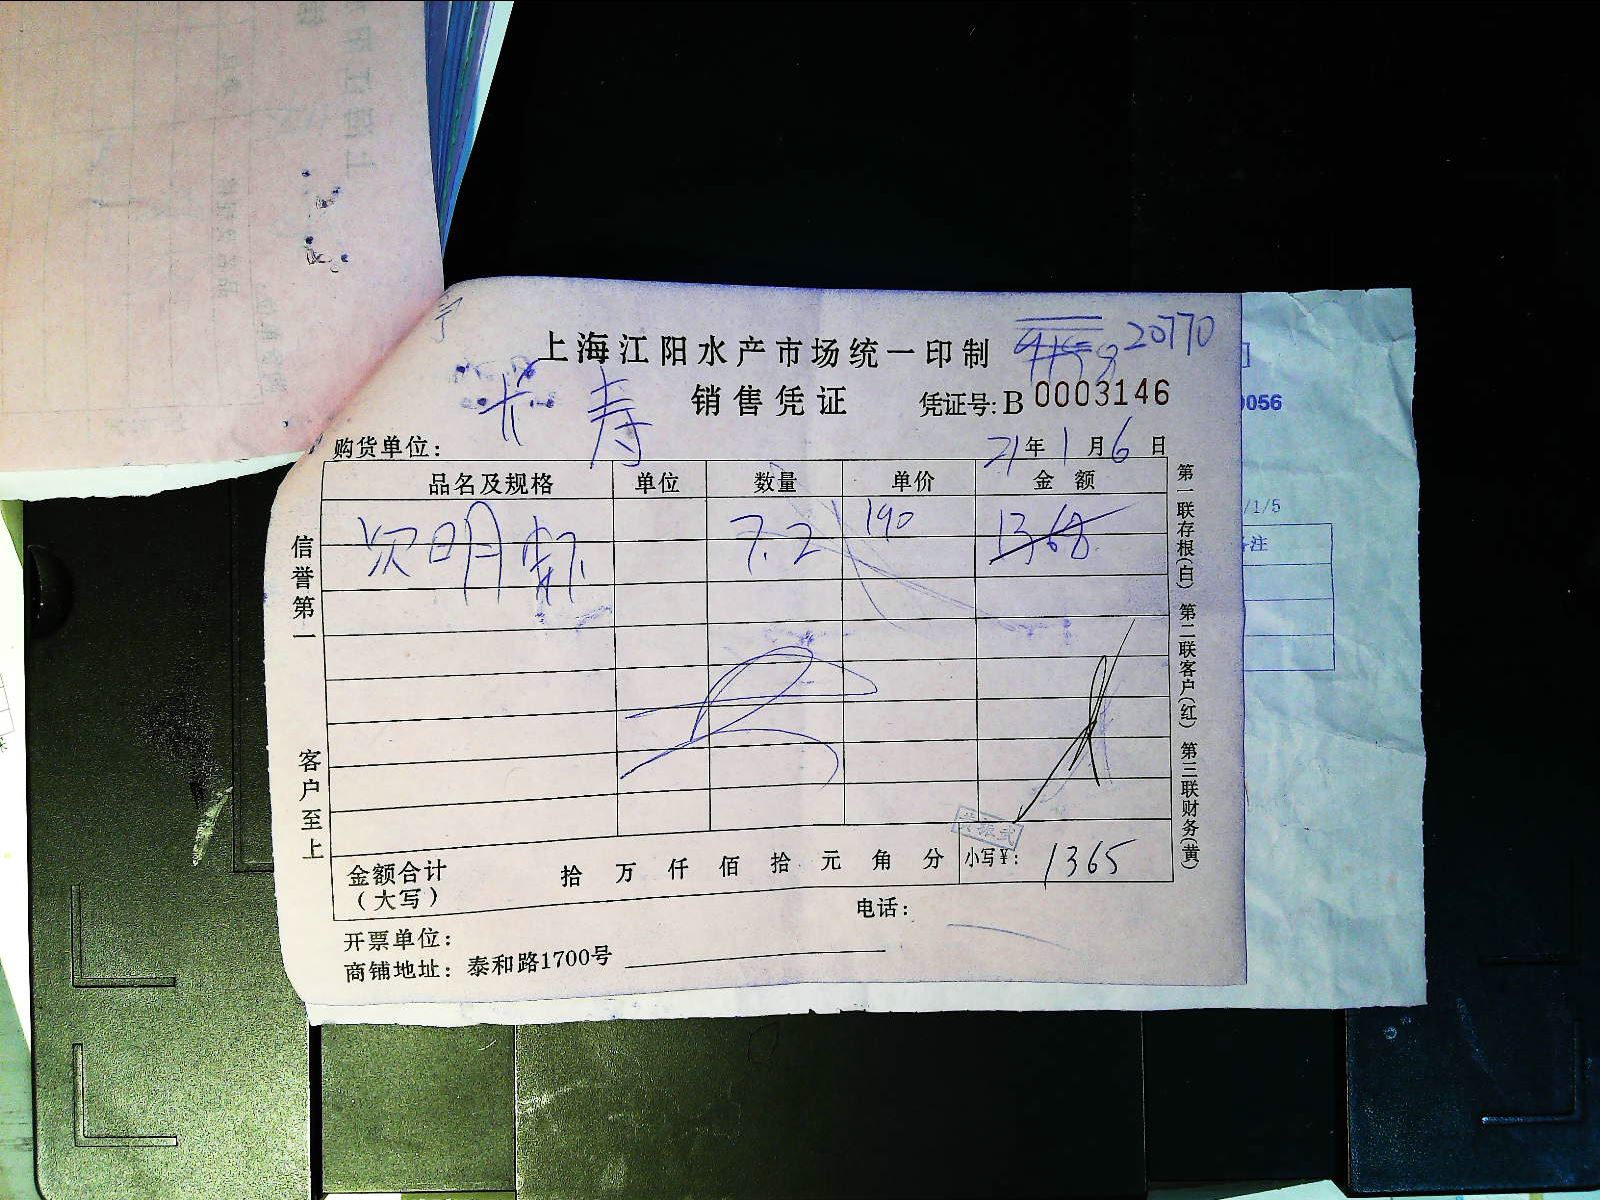 上海江阳水产市场统一印制
20770
销售凭证
凭证号: B 0003146
长寿
购货单位:
21年1月6日
品名及规格 单位 数量 单价 金额
7.2 190 1368
金额合计 拾 万 仟 佰 拾 元 角 分 小写¥: 1365
(大写)
电话:
开票单位:
商铺地址: 泰和路1700号
信誉第一
客户至上
第一联存根(白) 第二联客户(红) 第三联财务(黄)
0056
/1/5
注